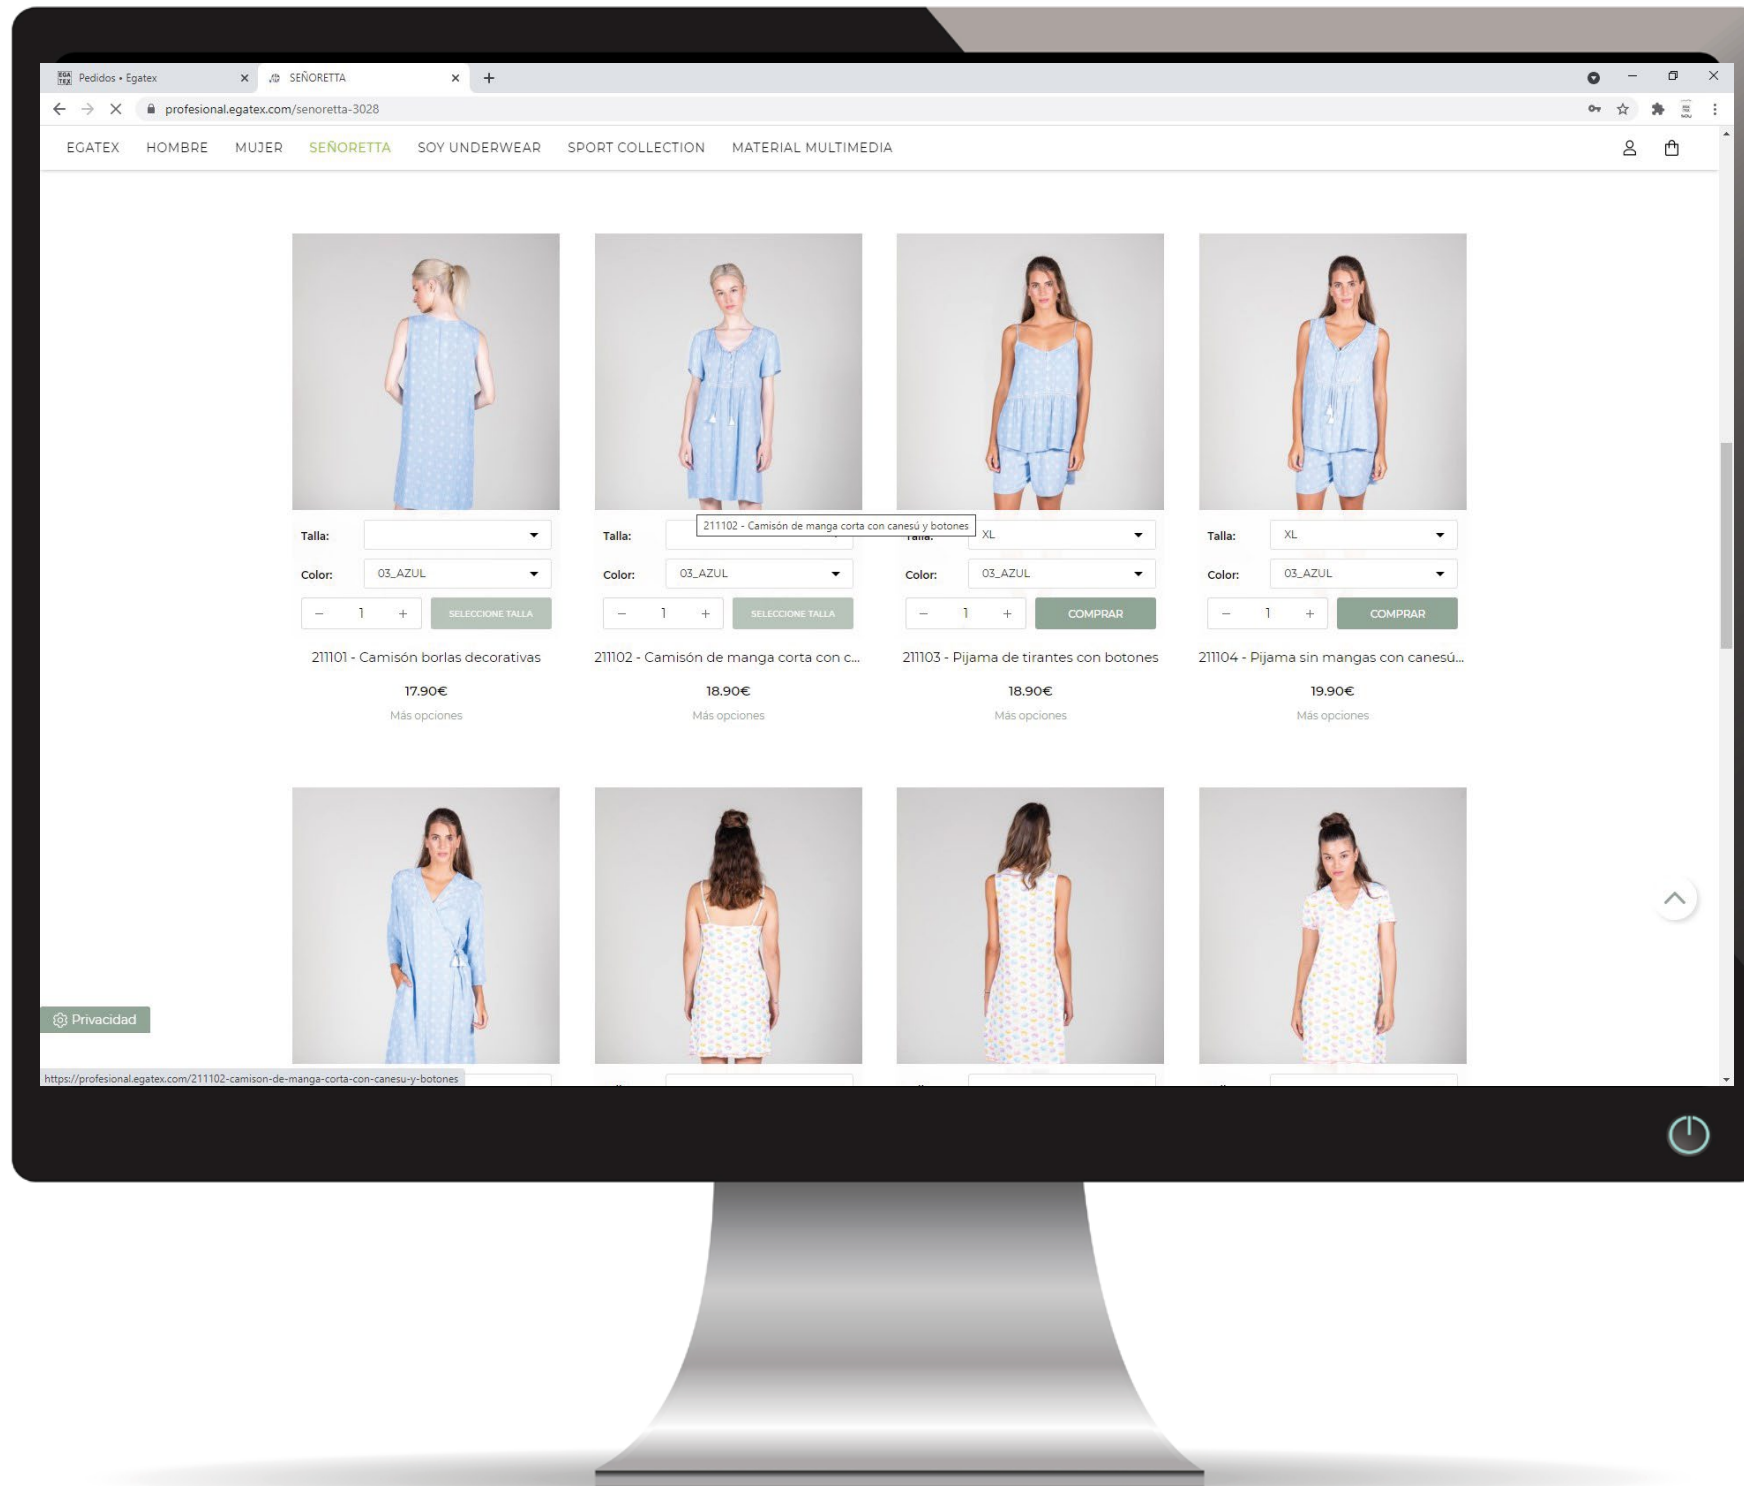 EGA TEX Pedidos • Egatex
SEÑORETTA
profesional.egatex.com/senoretta-3028
EGATEX HOMBRE MUJER SEÑORETTA SOY UNDERWEAR SPORT COLLECTION MATERIAL MULTIMEDIA
211102 - Camisón de manga corta con canesú y botones
Talla: Talla: Talla: XL Talla: XL
Color: 03_AZUL Color: 03_AZUL Color: 03_AZUL Color: 03_AZUL
− 1 + SELECCIONE TALLA − 1 + SELECCIONE TALLA − 1 + COMPRAR − 1 + COMPRAR
211101 - Camisón borlas decorativas 211102 - Camisón de manga corta con c... 211103 - Pijama de tirantes con botones 211104 - Pijama sin mangas con canesú...
17.90€ 18.90€ 18.90€ 19.90€
Más opciones Más opciones Más opciones Más opciones
Privacidad
https://profesional.egatex.com/211102-camison-de-manga-corta-con-canesu-y-botones